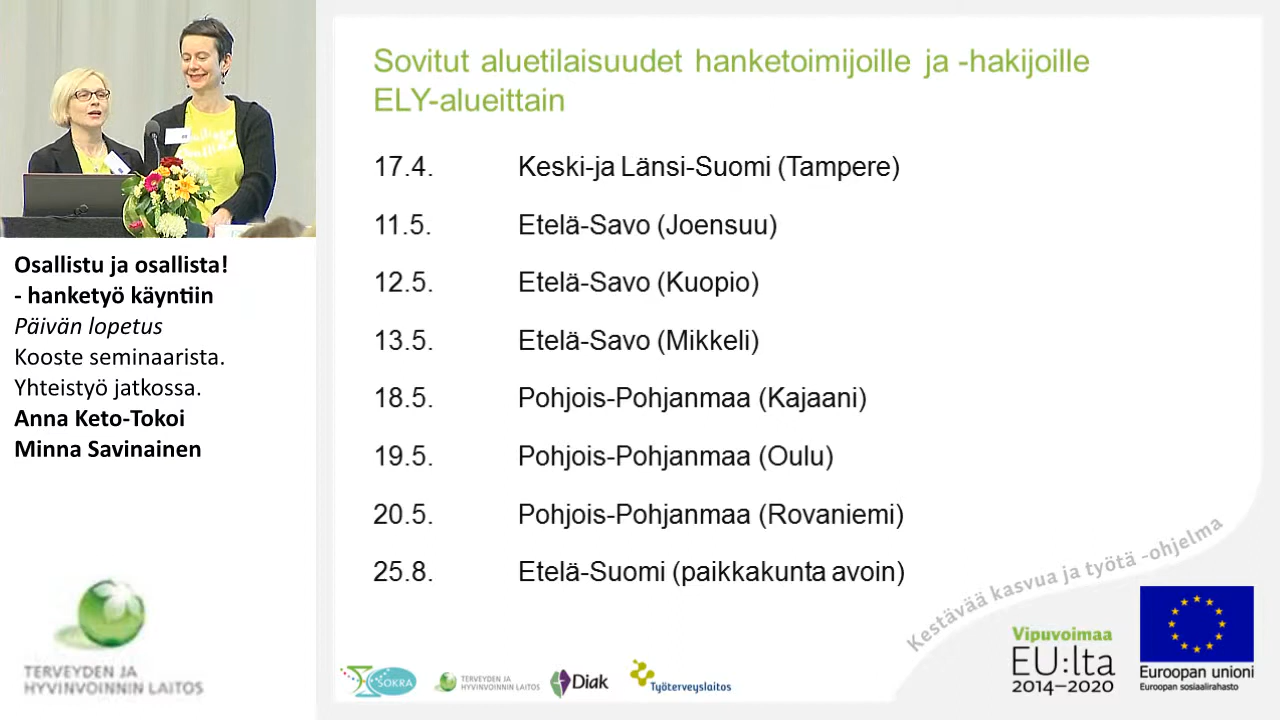 Sovitut aluetilaisuudet hanketoimijoille ja -hakijoille
ELY-alueittain
17.4. Keski-ja Länsi-Suomi (Tampere)
11.5. Etelä-Savo (Joensuu)
12.5. Etelä-Savo (Kuopio)
13.5. Etelä-Savo (Mikkeli)
18.5. Pohjois-Pohjanmaa (Kajaani)
19.5. Pohjois-Pohjanmaa (Oulu)
20.5. Pohjois-Pohjanmaa (Rovaniemi)
25.8. Etelä-Suomi (paikkakunta avoin)
Osallistu ja osallista!
- hanketyö käyntiin
Päivän lopetus
Kooste seminaarista.
Yhteistyö jatkossa.
Anna Keto-Tokoi
Minna Savinainen
TERVEYDEN JA
HYVINVOINNIN LAITOS
SOKRA
TERVEYDEN JA
HYVINVOINNIN LAITOS
Diak
Työterveyslaitos
Kestävää kasvua ja työtä -ohjelma
Vipuvoimaa
EU:lta
2014–2020
Euroopan unioni
Euroopan sosiaalirahasto